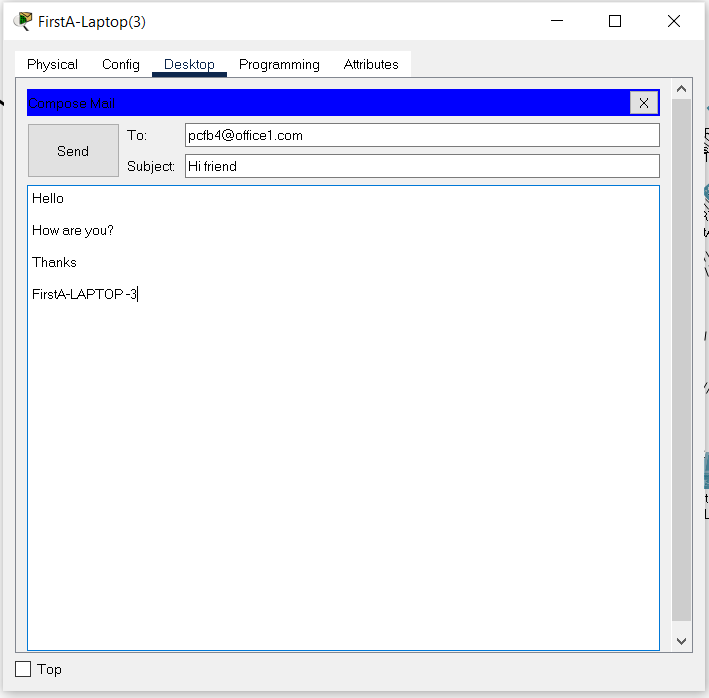 FirstA-Laptop(3)
Physical Config Desktop Programming Attributes
Compose Mail
X
Send
To: pcfb4@office1.com
Subject: Hi friend
Hello
How are you?
Thanks
FirstA-LAPTOP -3
Top